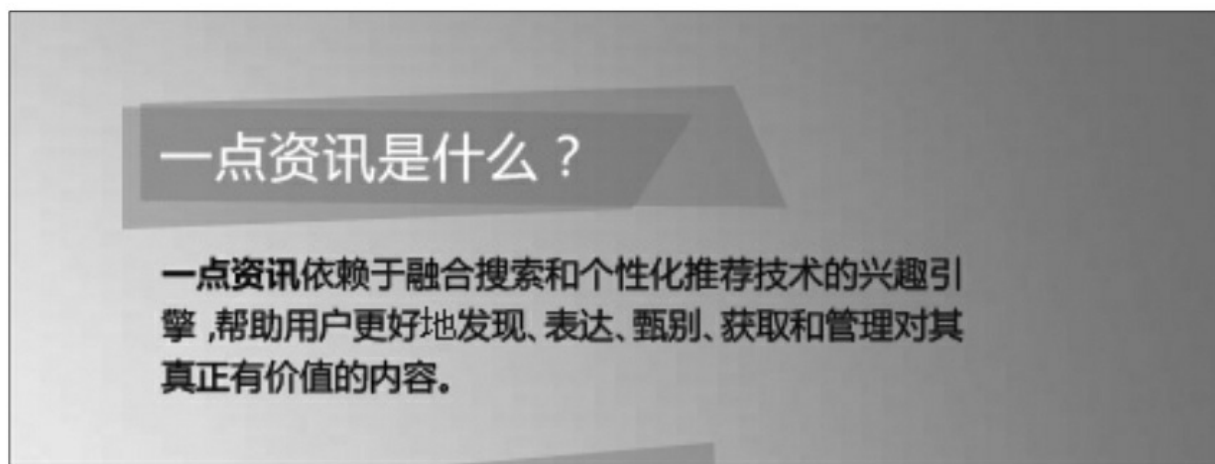 一点资讯是什么？
一点资讯依赖于融合搜索和个性化推荐技术的兴趣引
擎,帮助用户更好地发现、表达、甄别、获取和管理对其
真正有价值的内容。